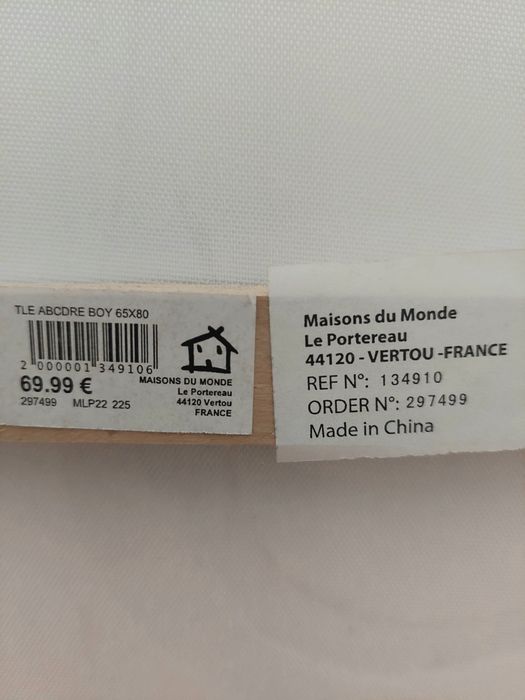 TLE ABCDRE BOY 65X80
2 000001 349106
69.99 €
297499 MLP22 225
MAISONS DU MONDE
Le Portereau
44120 Vertou
FRANCE
Maisons du Monde
Le Portereau
44120 - VERTOU -FRANCE
REF N°: 134910
ORDER N°: 297499
Made in China